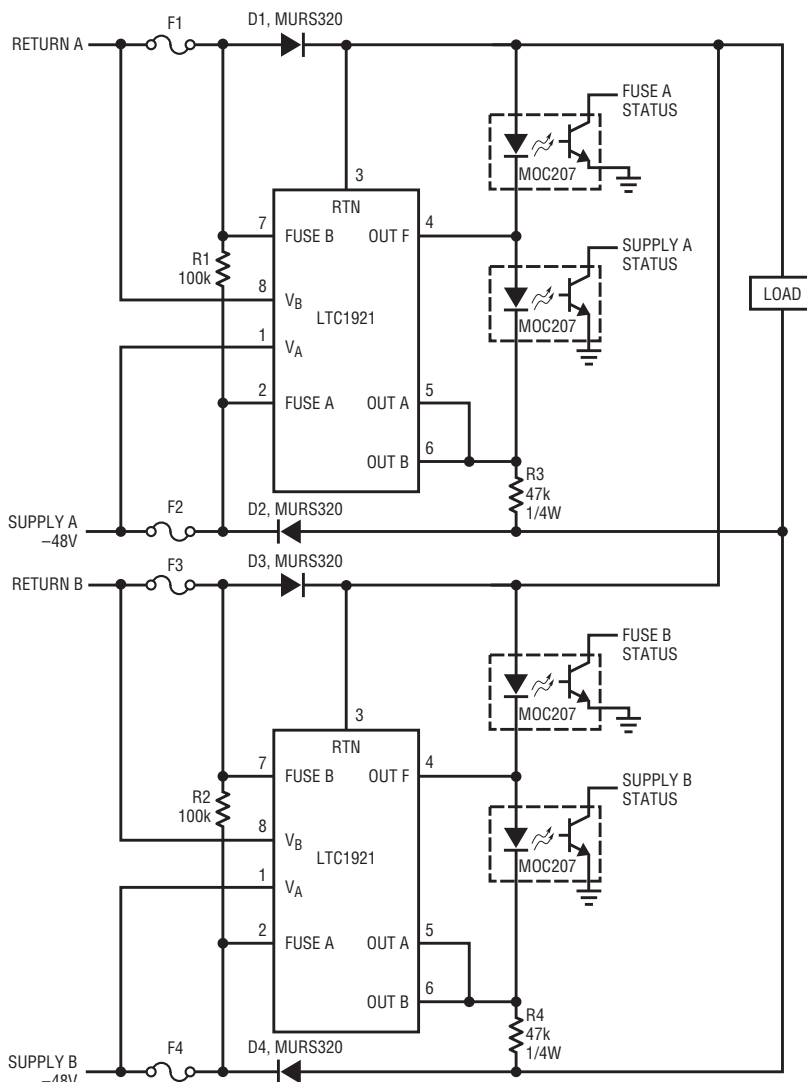 F1
D1, MURS320
RETURN A
FUSE A
STATUS
MOC207
3
RTN
7
FUSE B
OUT F
4
R1
100k
SUPPLY A
STATUS
8
VB
LTC1921
MOC207
LOAD
1
VA
2
FUSE A
OUT A
5
OUT B
6
R3
47k
1/4W
SUPPLY A
–48V
F2
D2, MURS320
RETURN B
F3
D3, MURS320
FUSE B
STATUS
MOC207
3
RTN
7
FUSE B
OUT F
4
R2
100k
SUPPLY B
STATUS
8
VB
LTC1921
MOC207
1
VA
2
FUSE A
OUT A
5
OUT B
6
R4
47k
1/4W
SUPPLY B
–48V
F4
D4, MURS320